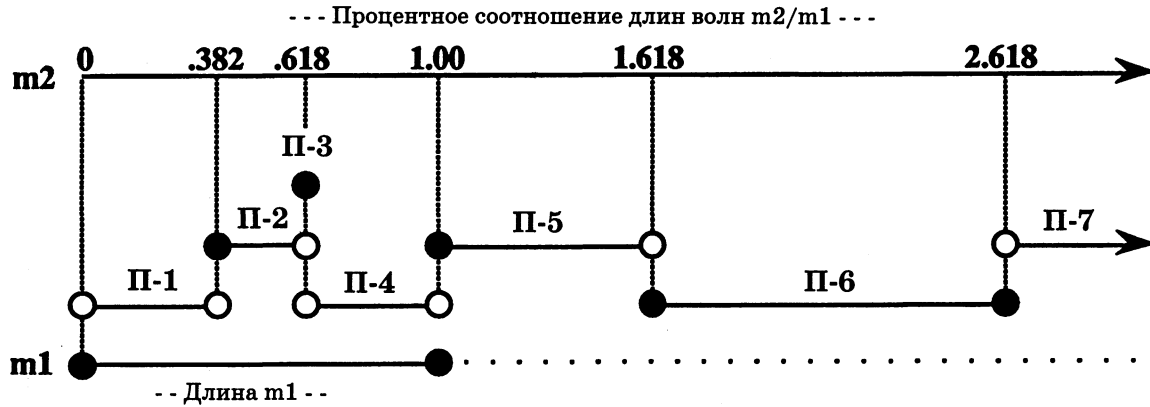 - - - Процентное соотношение длин волн m2/m1 - - -
0 .382 .618 1.00 1.618 2.618
m2
П-3
П-2 П-5 П-7
П-1 П-4 П-6
m1
- - Длина m1 - -